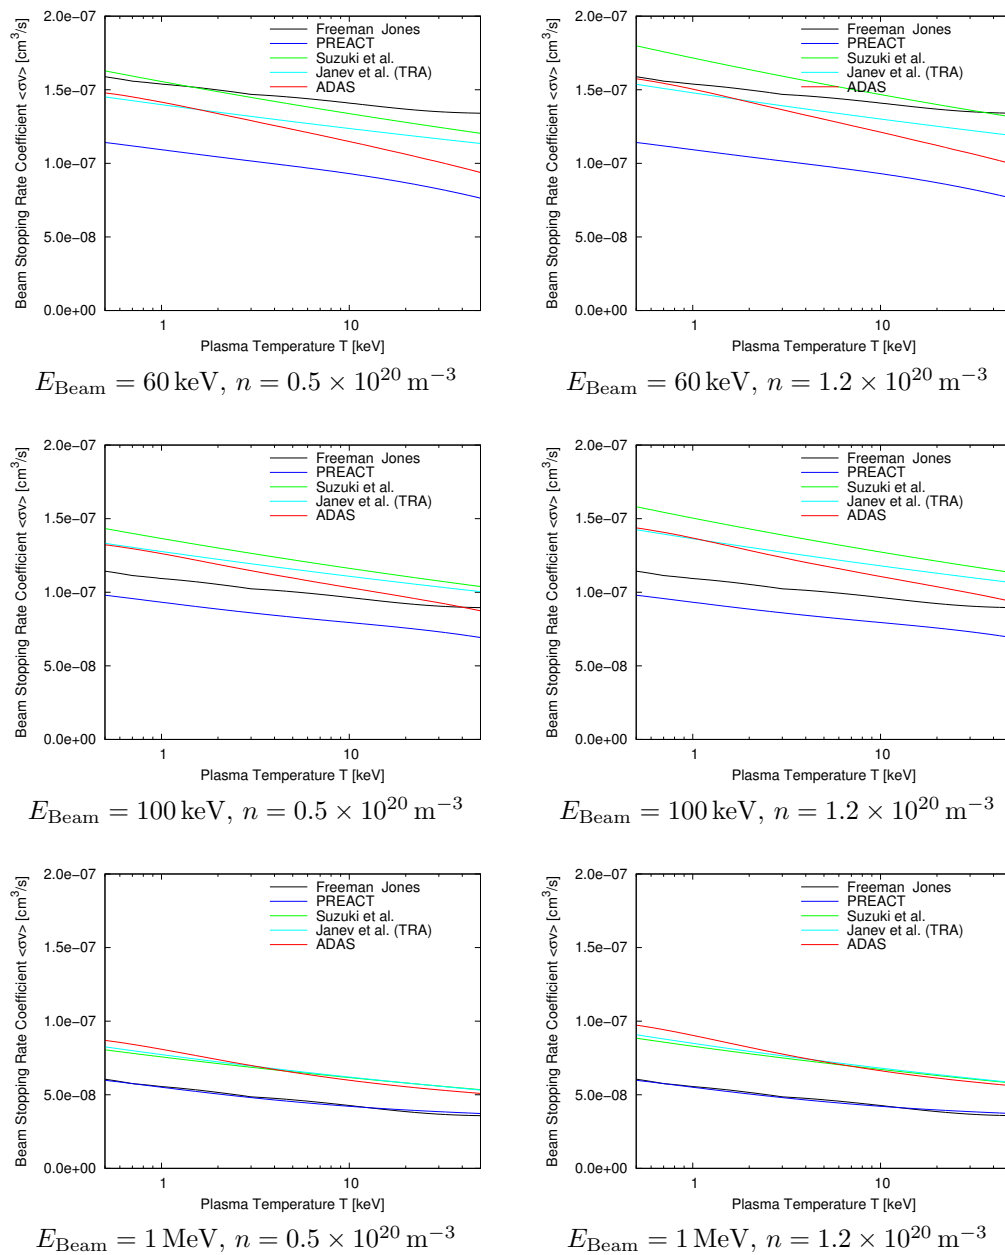 2.0e-07
1.5e-07
1.0e-07
5.0e-08
0.0e+00
Beam Stopping Rate Coefficient <σv> [cm³/s]
Freeman Jones
PREACT
Suzuki et al.
Janev et al. (TRA)
ADAS
1 10
Plasma Temperature T [keV]
E_Beam = 60 keV, n = 0.5 × 10²⁰ m⁻³
2.0e-07
1.5e-07
1.0e-07
5.0e-08
0.0e+00
Beam Stopping Rate Coefficient <σv> [cm³/s]
Freeman Jones
PREACT
Suzuki et al.
Janev et al. (TRA)
ADAS
1 10
Plasma Temperature T [keV]
E_Beam = 60 keV, n = 1.2 × 10²⁰ m⁻³
2.0e-07
1.5e-07
1.0e-07
5.0e-08
0.0e+00
Beam Stopping Rate Coefficient <σv> [cm³/s]
Freeman Jones
PREACT
Suzuki et al.
Janev et al. (TRA)
ADAS
1 10
Plasma Temperature T [keV]
E_Beam = 100 keV, n = 0.5 × 10²⁰ m⁻³
2.0e-07
1.5e-07
1.0e-07
5.0e-08
0.0e+00
Beam Stopping Rate Coefficient <σv> [cm³/s]
Freeman Jones
PREACT
Suzuki et al.
Janev et al. (TRA)
ADAS
1 10
Plasma Temperature T [keV]
E_Beam = 100 keV, n = 1.2 × 10²⁰ m⁻³
2.0e-07
1.5e-07
1.0e-07
5.0e-08
0.0e+00
Beam Stopping Rate Coefficient <σv> [cm³/s]
Freeman Jones
PREACT
Suzuki et al.
Janev et al. (TRA)
ADAS
1 10
Plasma Temperature T [keV]
E_Beam = 1 MeV, n = 0.5 × 10²⁰ m⁻³
2.0e-07
1.5e-07
1.0e-07
5.0e-08
0.0e+00
Beam Stopping Rate Coefficient <σv> [cm³/s]
Freeman Jones
PREACT
Suzuki et al.
Janev et al. (TRA)
ADAS
1 10
Plasma Temperature T [keV]
E_Beam = 1 MeV, n = 1.2 × 10²⁰ m⁻³